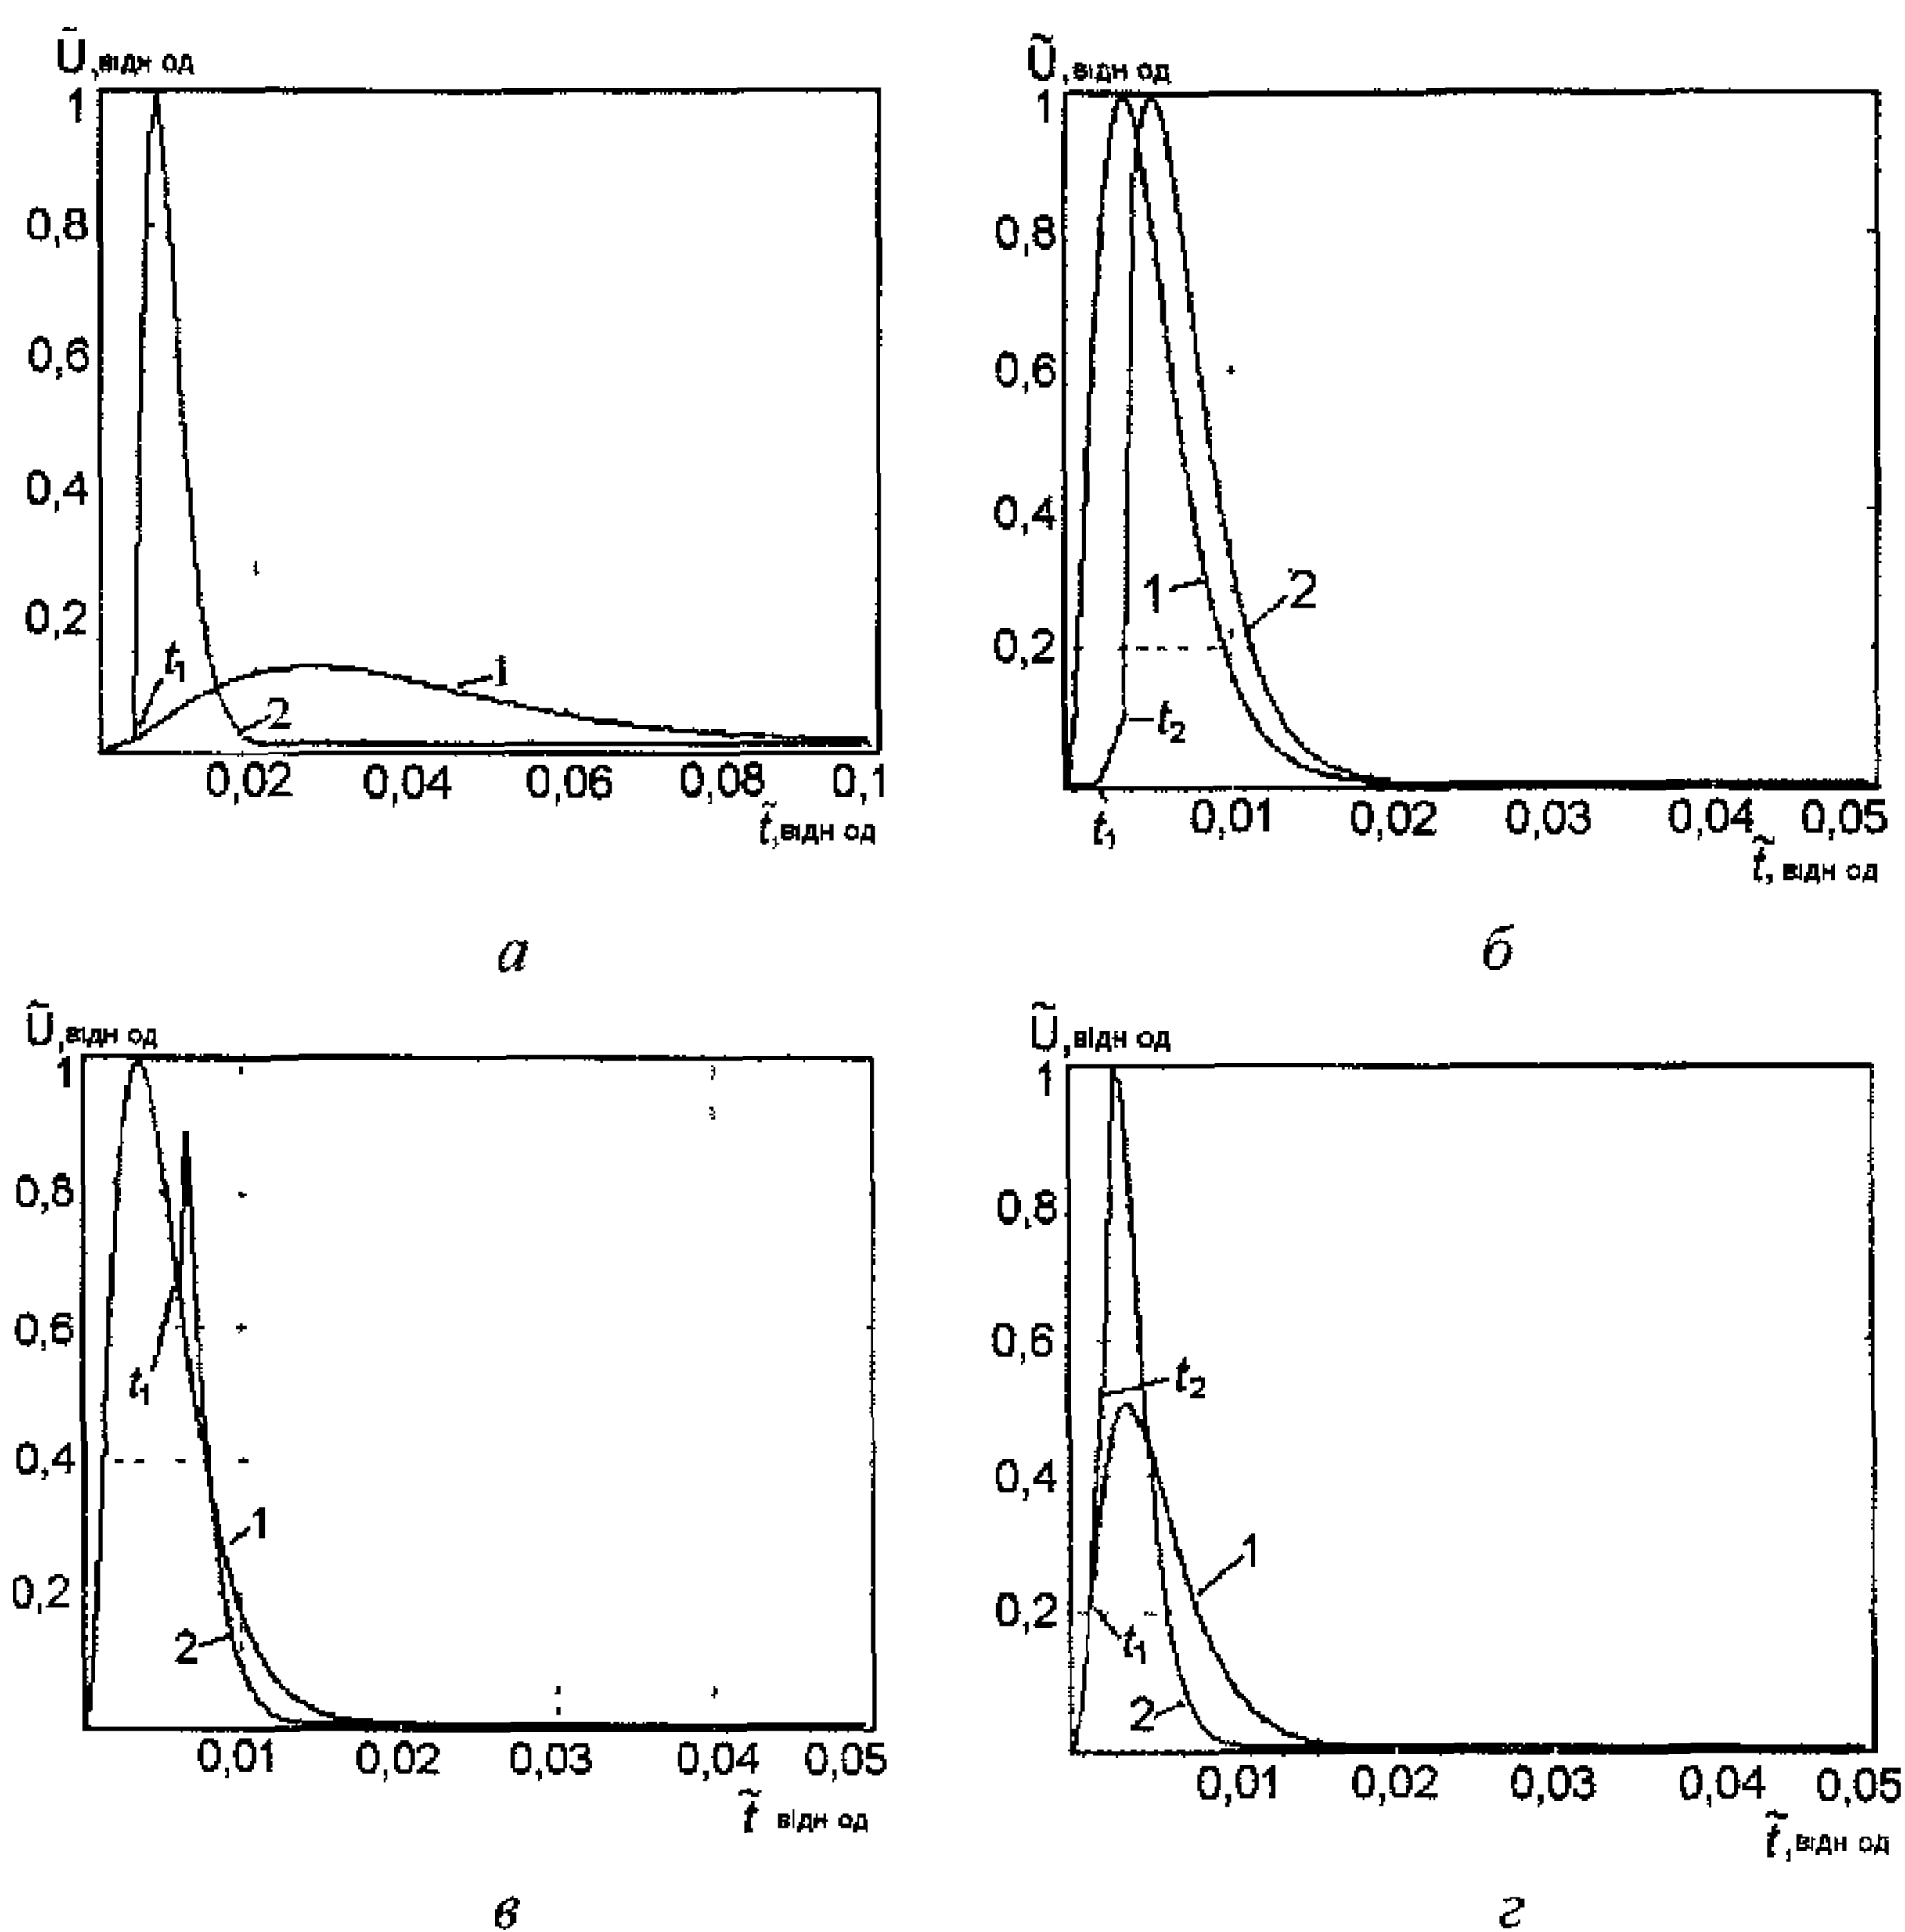 Ũ,відн од
1
0,8
0,6
0,4
0,2
t₁
1
2
0,02 0,04 0,06 0,08 0,1
t̃,відн од
а
Ũ,відн од
1
0,8
0,6
0,4
0,2
1
2
t₂
t₁ 0,01 0,02 0,03 0,04 0,05
t̃, відн од
б
Ũ,відн од
1
0,8
0,6
0,4
0,2
t₁
1
2
0,01 0,02 0,03 0,04 0,05
t̃ відн од
в
Ũ,відн од
1
0,8
0,6
0,4
0,2
t₂
1
t₁
2
0,01 0,02 0,03 0,04 0,05
t̃,відн од
г